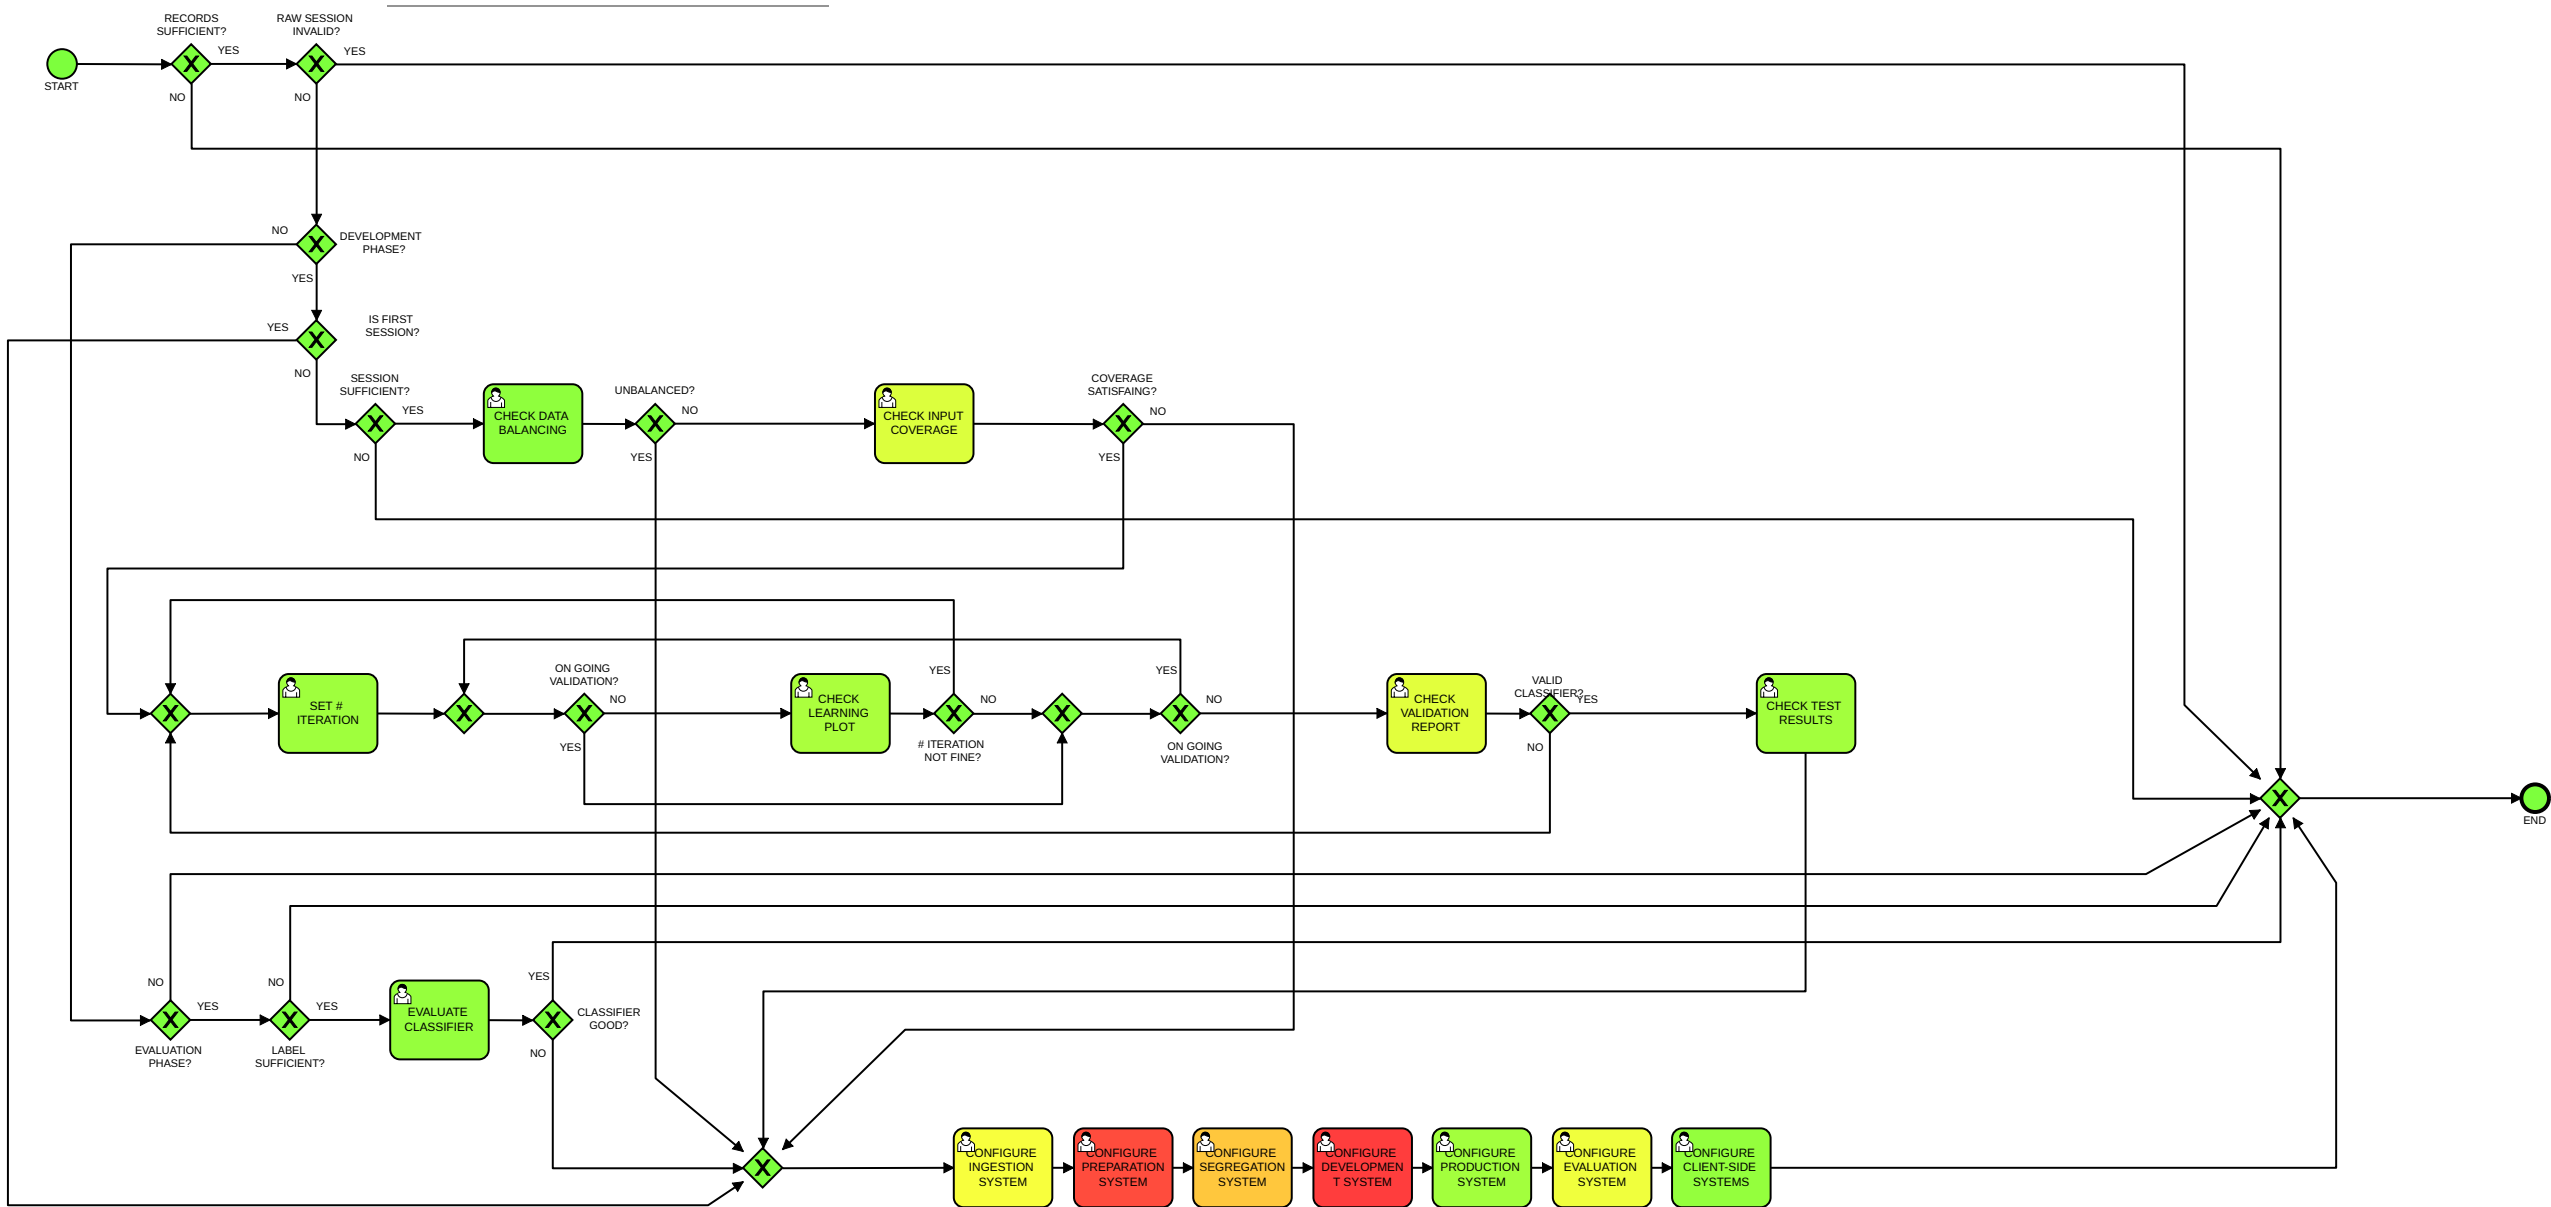 RECORDS
SUFFICIENT?
RAW SESSION
INVALID?
YES
YES
START
NO
NO
NO
DEVELOPMENT
PHASE?
YES
IS FIRST
SESSION?
YES
NO
SESSION
SUFFICIENT?
YES
NO
CHECK DATA
BALANCING
UNBALANCED?
NO
YES
CHECK INPUT
COVERAGE
COVERAGE
SATISFAING?
NO
YES
SET #
ITERATION
ON GOING
VALIDATION?
NO
YES
CHECK
LEARNING
PLOT
YES
NO
# ITERATION
NOT FINE?
YES
NO
ON GOING
VALIDATION?
CHECK
VALIDATION
REPORT
VALID
CLASSIFIER?
YES
NO
CHECK TEST
RESULTS
END
NO
YES
EVALUATION
PHASE?
NO
YES
LABEL
SUFFICIENT?
EVALUATE
CLASSIFIER
YES
CLASSIFIER
GOOD?
NO
CONFIGURE
INGESTION
SYSTEM
CONFIGURE
PREPARATION
SYSTEM
CONFIGURE
SEGREGATION
SYSTEM
CONFIGURE
DEVELOPMEN
T SYSTEM
CONFIGURE
PRODUCTION
SYSTEM
CONFIGURE
EVALUATION
SYSTEM
CONFIGURE
CLIENT-SIDE
SYSTEMS